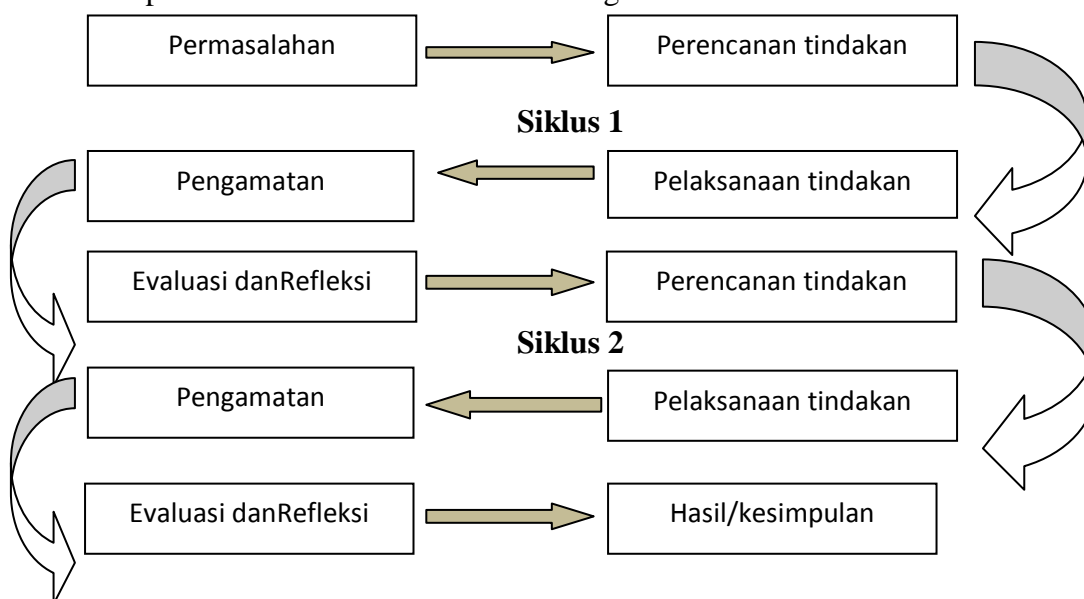 Permasalahan
Perencanan tindakan
Siklus 1
Pengamatan
Pelaksanaan tindakan
Evaluasi danRefleksi
Perencanan tindakan
Siklus 2
Pengamatan
Pelaksanaan tindakan
Evaluasi danRefleksi
Hasil/kesimpulan